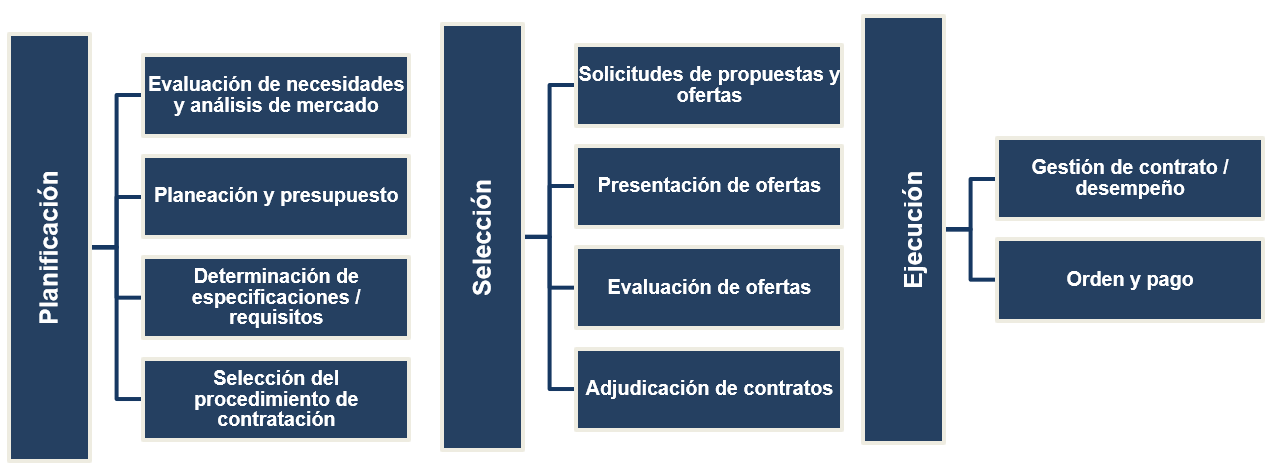 Planificación
Evaluación de necesidades
y análisis de mercado
Planeación y presupuesto
Determinación de
especificaciones /
requisitos
Selección del
procedimiento de
contratación
Selección
Solicitudes de propuestas y
ofertas
Presentación de ofertas
Evaluación de ofertas
Adjudicación de contratos
Ejecución
Gestión de contrato /
desempeño
Orden y pago